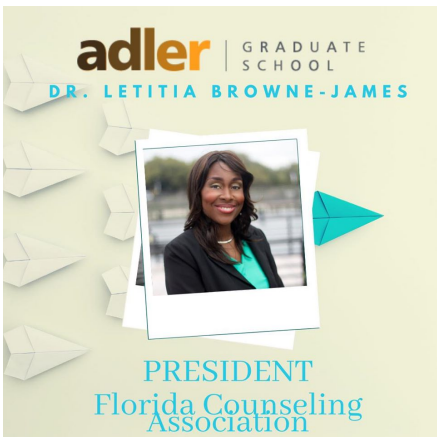 adler GRADUATE
SCHOOL
DR. LETITIA BROWNE-JAMES
PRESIDENT
Florida Counseling
Association